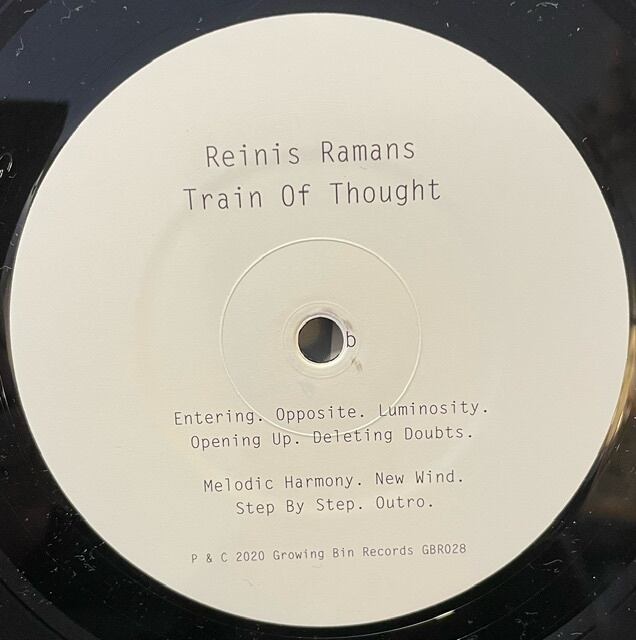 Reinis Ramans
Train Of Thought
b
Entering. Opposite. Luminosity.
Opening Up. Deleting Doubts.
Melodic Harmony. New Wind.
Step By Step. Outro.
P & C 2020 Growing Bin Records GBR028